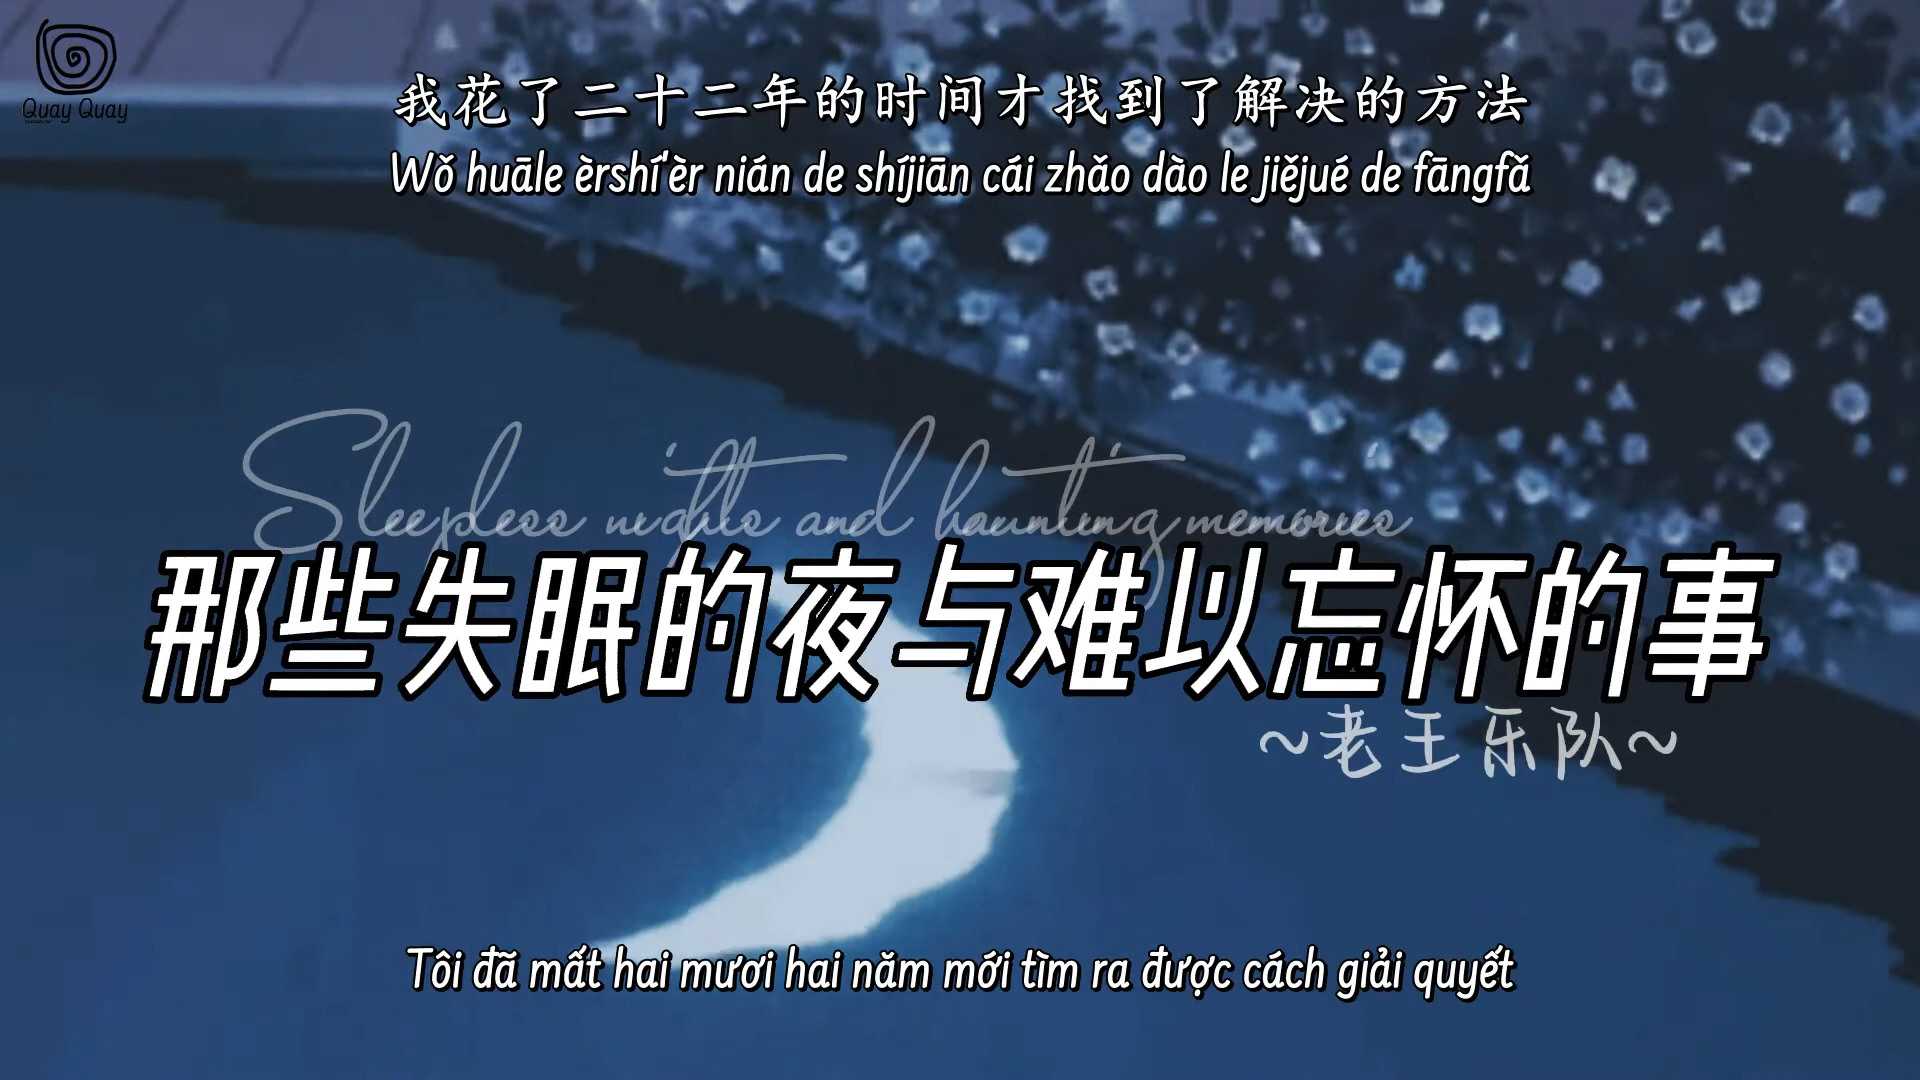 Quay Quay
我花了二十二年的时间才找到了解决的方法
Wǒ huāle èrshí'èr nián de shíjiān cái zhǎo dào le jiějué de fāngfǎ
Sleepless nights and haunting memories
那些失眠的夜与难以忘怀的事
~老王乐队~
Tôi đã mất hai mươi hai năm mới tìm ra được cách giải quyết